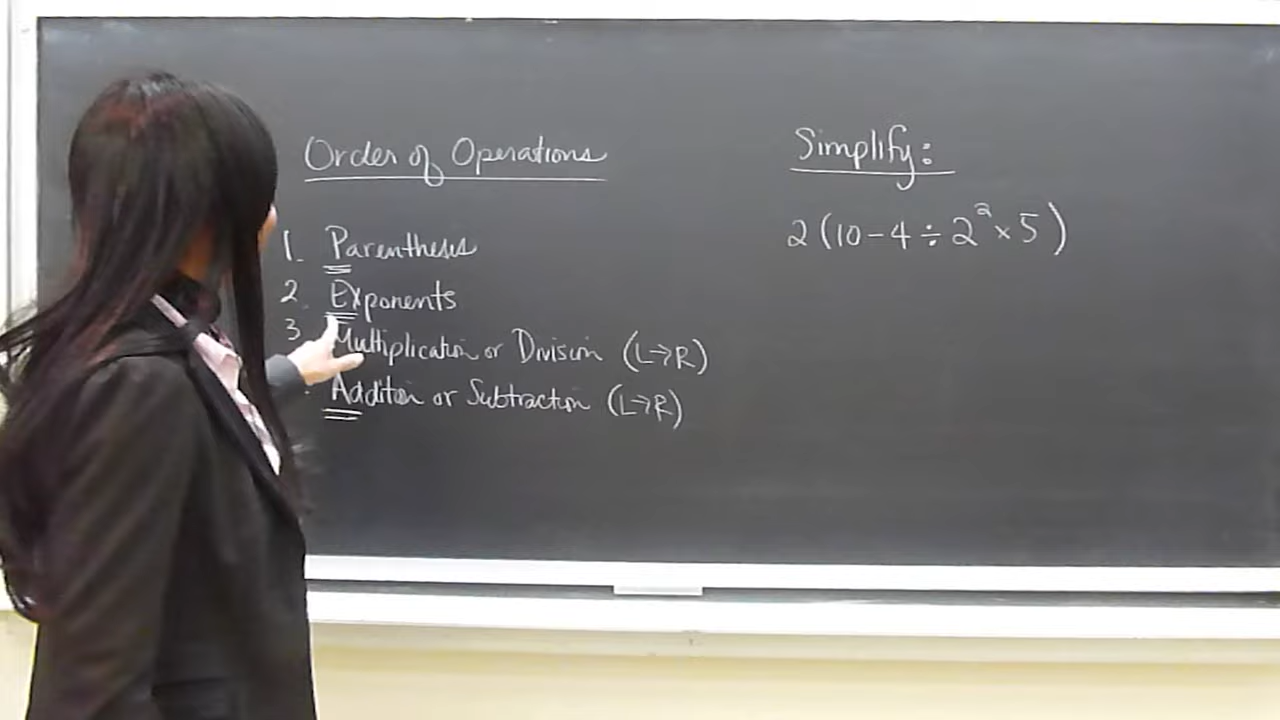 Order of Operations
1. Parenthesis
2. Exponents
3 Multiplication or Division (L→R)
Addition or Subtraction (L→R)
Simplify:
2(10-4÷2²×5)